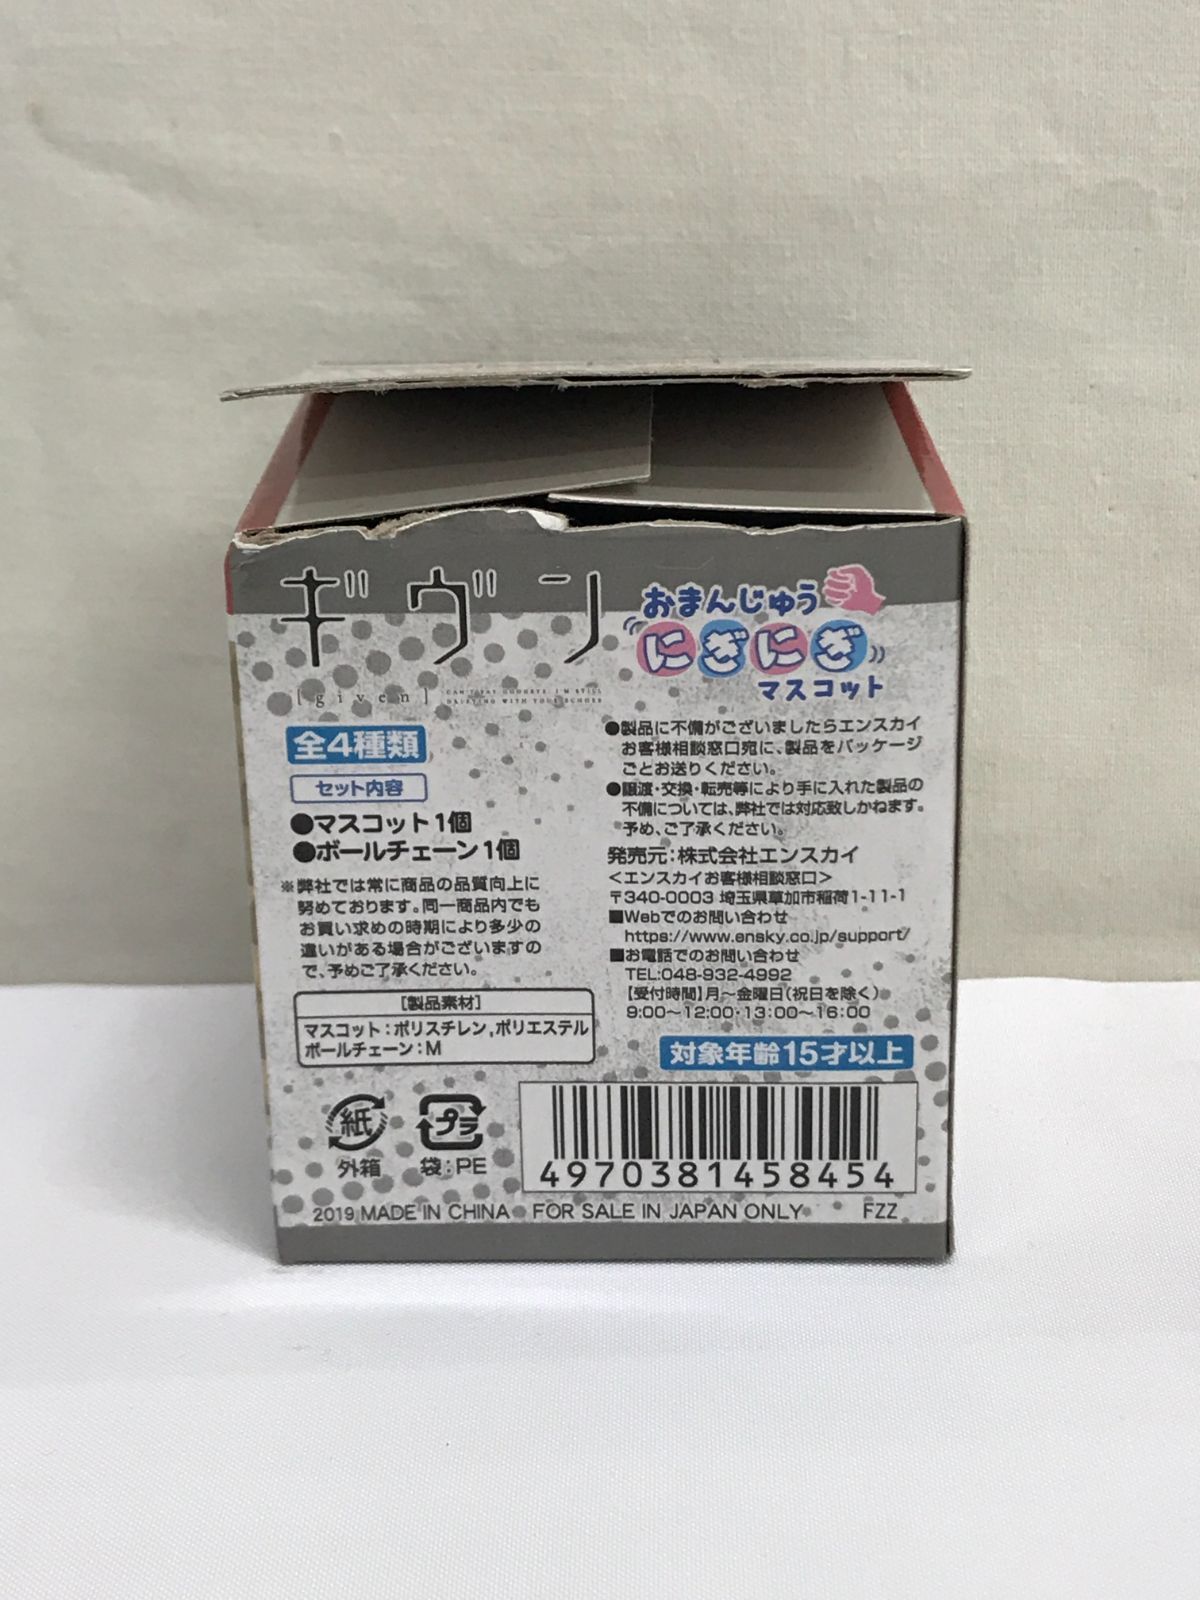 ギヴン
[given]
CAN'T SAY GOODBYE. I'M STILL
DRIFTING WITH YOUR ECHOES
おまんじゅう
にぎにぎ
マスコット
全4種類
セット内容
●マスコット1個
●ボールチェーン1個
※弊社では常に商品の品質向上に
努めております。同一商品内でも
お買い求めの時期により多少の
違いがある場合がございますの
で、予めご了承ください。
[製品素材]
マスコット:ポリスチレン,ポリエステル
ボールチェーン:M
●製品に不備がございましたらエンスカイ
お客様相談窓口宛に、製品をパッケージ
ごとお送りください。
●譲渡・交換・転売等により手に入れた製品の
不備については、弊社では対応致しかねます。
予め、ご了承ください。
発売元:株式会社エンスカイ
<エンスカイお客様相談窓口>
〒340-0003 埼玉県草加市稲荷1-11-1
■Webでのお問い合わせ
https://www.ensky.co.jp/support/
■お電話でのお問い合わせ
TEL:048-932-4992
【受付時間】月~金曜日(祝日を除く)
9:00~12:00・13:00~16:00
対象年齢15才以上
紙
外箱
プラ
袋:PE
4970381458454
2019 MADE IN CHINA FOR SALE IN JAPAN ONLY FZZ